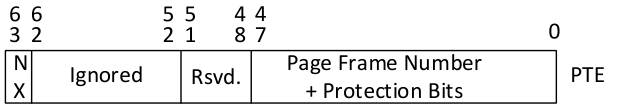 6 6 5 5 4 4
3 2 2 1 8 7 0
N Ignored Rsvd. Page Frame Number PTE
X + Protection Bits